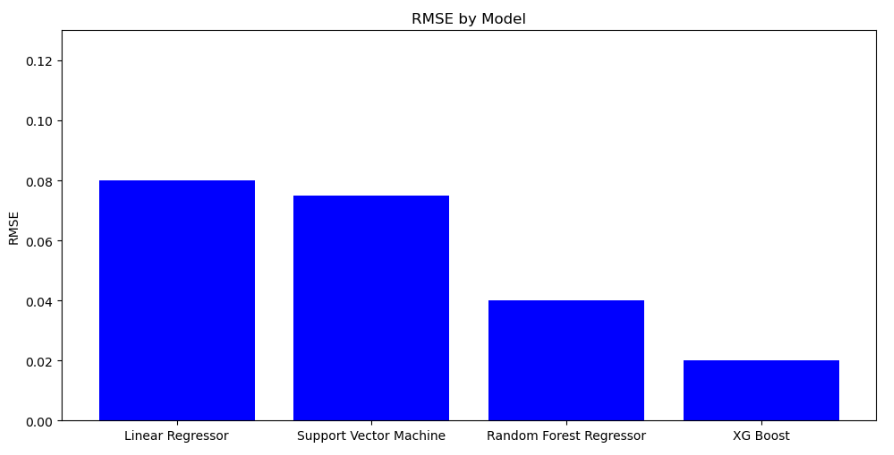 RMSE by Model
RMSE
0.12
0.10
0.08
0.06
0.04
0.02
0.00
Linear Regressor
Support Vector Machine
Random Forest Regressor
XG Boost